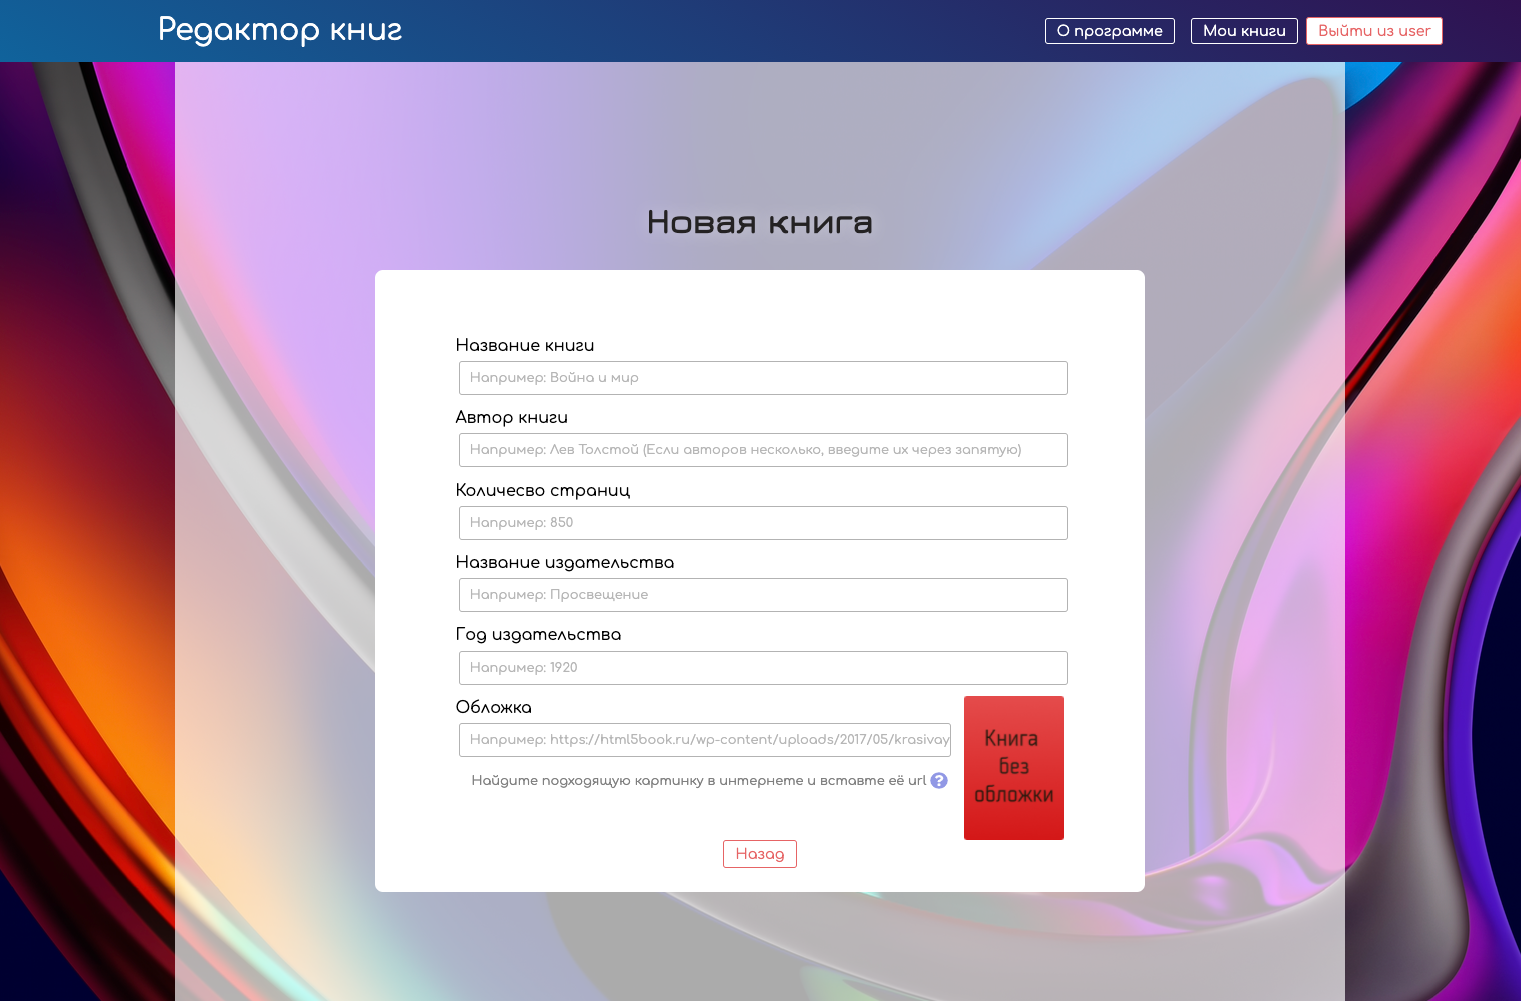 Редактор книг
О программе
Мои книги
Выйти из user
Новая книга
Название книги
Например: Война и мир
Автор книги
Например: Лев Толстой (Если авторов несколько, введите их через запятую)
Количесво страниц
Например: 850
Название издательства
Например: Просвещение
Год издательства
Например: 1920
Обложка
Например: https://html5book.ru/wp-content/uploads/2017/05/krasivay
Найдите подходящую картинку в интернете и вставте её url ?
Книга
без
обложки
Назад